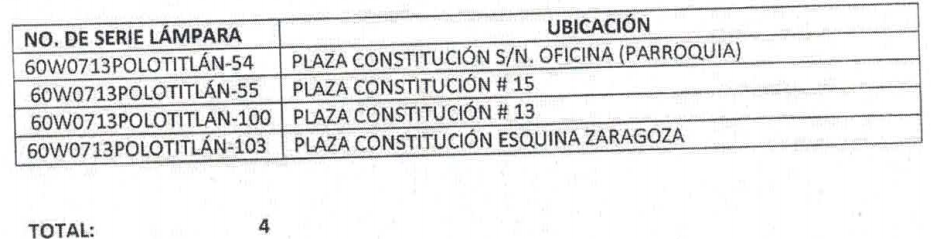 NO. DE SERIE LÁMPARA UBICACIÓN
60W0713POLOTITLÁN-54 PLAZA CONSTITUCIÓN S/N. OFICINA (PARROQUIA)
60W0713POLOTITLÁN-55 PLAZA CONSTITUCIÓN # 15
60W0713POLOTITLAN-100 PLAZA CONSTITUCIÓN # 13
60W0713POLOTITLÁN-103 PLAZA CONSTITUCIÓN ESQUINA ZARAGOZA
TOTAL: 4